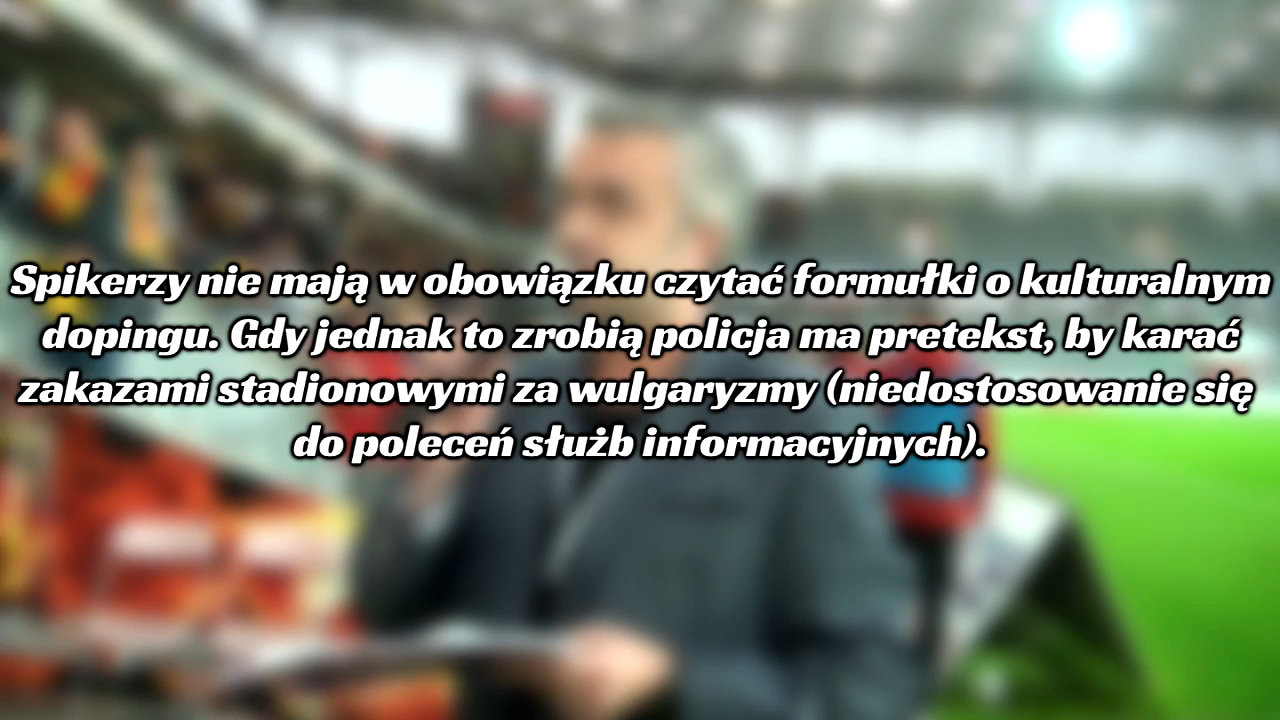 Spikerzy nie mają w obowiązku czytać formułki o kulturalnym
dopingu. Gdy jednak to zrobią policja ma pretekst, by karać
zakazami stadionowymi za wulgaryzmy (niedostosowanie się
do poleceń służb informacyjnych).